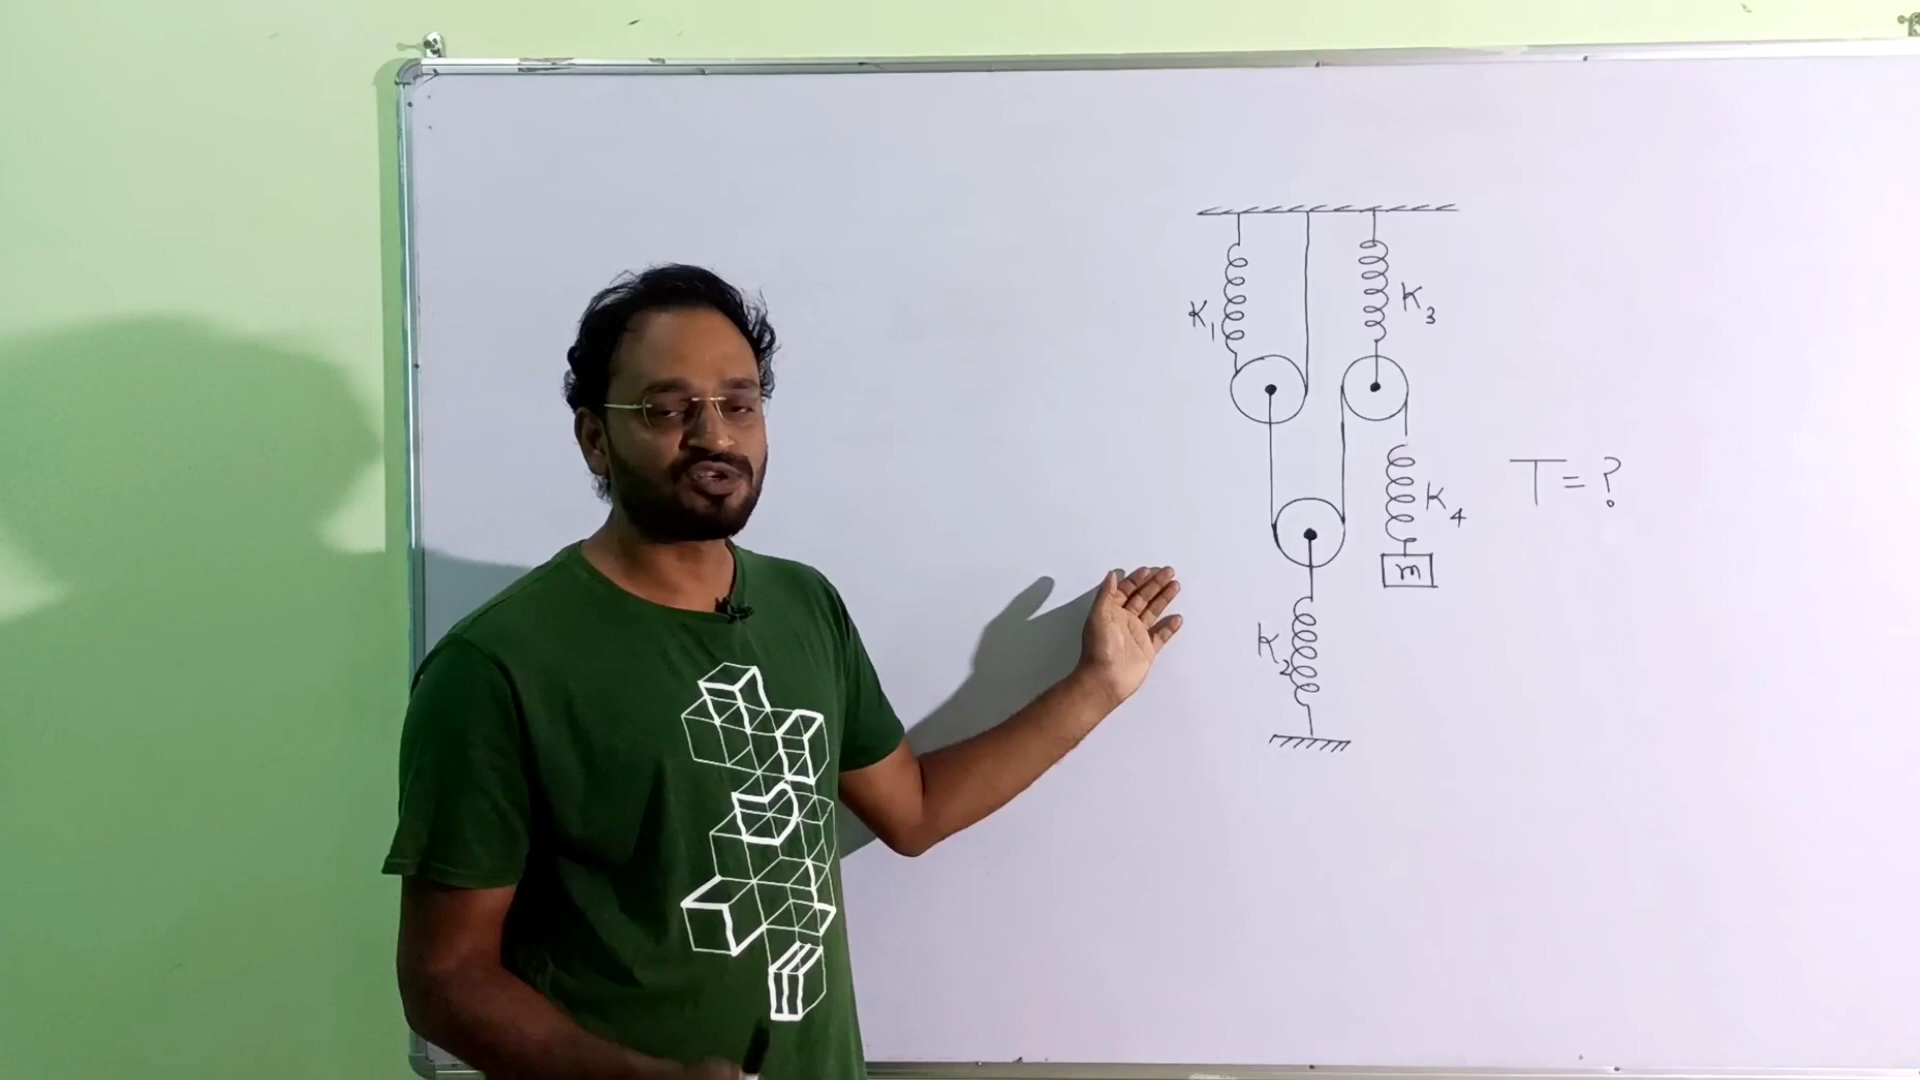 K₁
K₃
K₄
T = ?
m
K₂